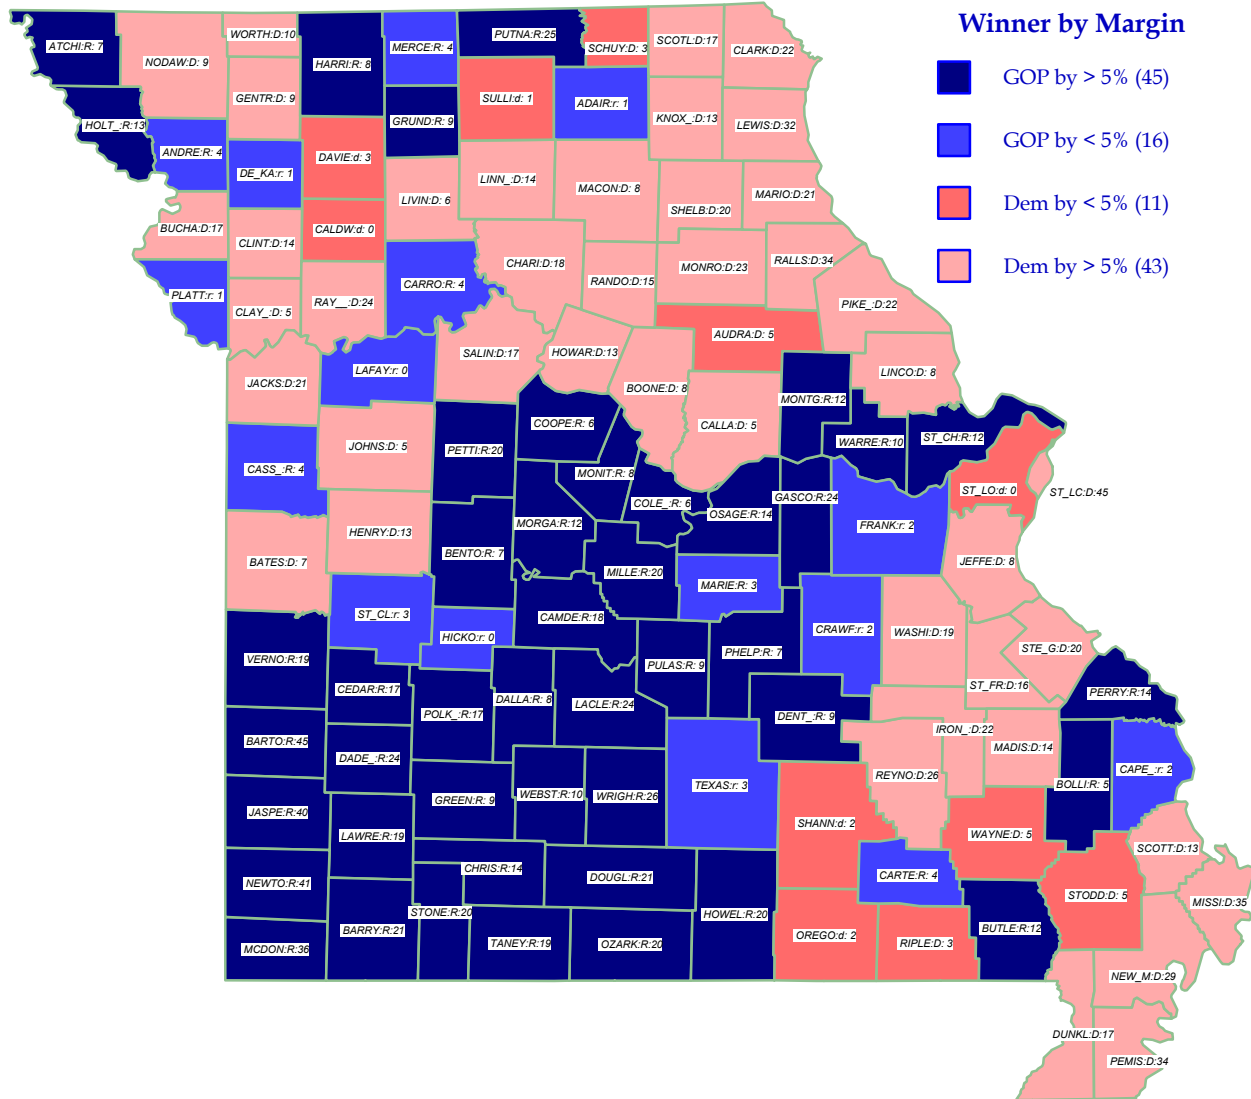 Winner by Margin
GOP by > 5% (45)
GOP by < 5% (16)
Dem by < 5% (11)
Dem by > 5% (43)
ATCHI:R: 7
NODAW:D: 9
WORTH:D:10
HARRI:R: 8
MERCE:R: 4
PUTNA:R:25
SCHUY:D: 3
SCOTL:D:17
CLARK:D:22
GENTR:D: 9
SULLI:d: 1
ADAIR:r: 1
KNOX_:D:13
LEWIS:D:32
HOLT_:R:13
GRUND:R: 9
ANDRE:R: 4
DE_KA:r: 1
DAVIE:d: 3
LIVIN:D: 6
LINN_:D:14
MACON:D: 8
SHELB:D:20
MARIO:D:21
BUCHA:D:17
CLINT:D:14
CALDW:d: 0
CHARI:D:18
RANDO:D:15
MONRO:D:23
RALLS:D:34
PLATT:r: 1
CLAY_:D: 5
RAY__:D:24
CARRO:R: 4
PIKE_:D:22
AUDRA:D: 5
SALIN:D:17
HOWAR:D:13
LINCO:D: 8
JACKS:D:21
LAFAY:r: 0
BOONE:D: 8
MONTG:R:12
CALLA:D: 5
COOPE:R: 6
WARRE:R:10
ST_CH:R:12
JOHNS:D: 5
PETTI:R:20
CASS_:R: 4
MONIT:R: 8
COLE_:R: 6
OSAGE:R:14
GASCO:R:24
ST_LO:d: 0
ST_LC:D:45
HENRY:D:13
MORGA:R:12
FRANK:r: 2
BATES:D: 7
BENTO:R: 7
MILLE:R:20
MARIE:R: 3
JEFFE:D: 8
ST_CL:r: 3
HICKO:r: 0
CAMDE:R:18
CRAWF:r: 2
WASHI:D:19
STE_G:D:20
VERNO:R:19
PULAS:R: 9
PHELP:R: 7
ST_FR:D:16
PERRY:R:14
CEDAR:R:17
POLK_:R:17
DALLA:R: 8
LACLE:R:24
DENT_:R: 9
IRON_:D:22
MADIS:D:14
BARTO:R:45
DADE_:R:24
REYNO:D:26
CAPE_:r: 2
BOLLI:R: 5
TEXAS:r: 3
GREEN:R: 9
WEBST:R:10
WRIGH:R:26
JASPE:R:40
LAWRE:R:19
SHANN:d: 2
WAYNE:D: 5
SCOTT:D:13
CHRIS:R:14
DOUGL:R:21
CARTE:R: 4
NEWTO:R:41
STODD:D: 5
MISSI:D:35
STONE:R:20
HOWEL:R:20
BARRY:R:21
BUTLE:R:12
MCDON:R:36
TANEY:R:19
OZARK:R:20
OREGO:d: 2
RIPLE:D: 3
NEW_M:D:29
DUNKL:D:17
PEMIS:D:34